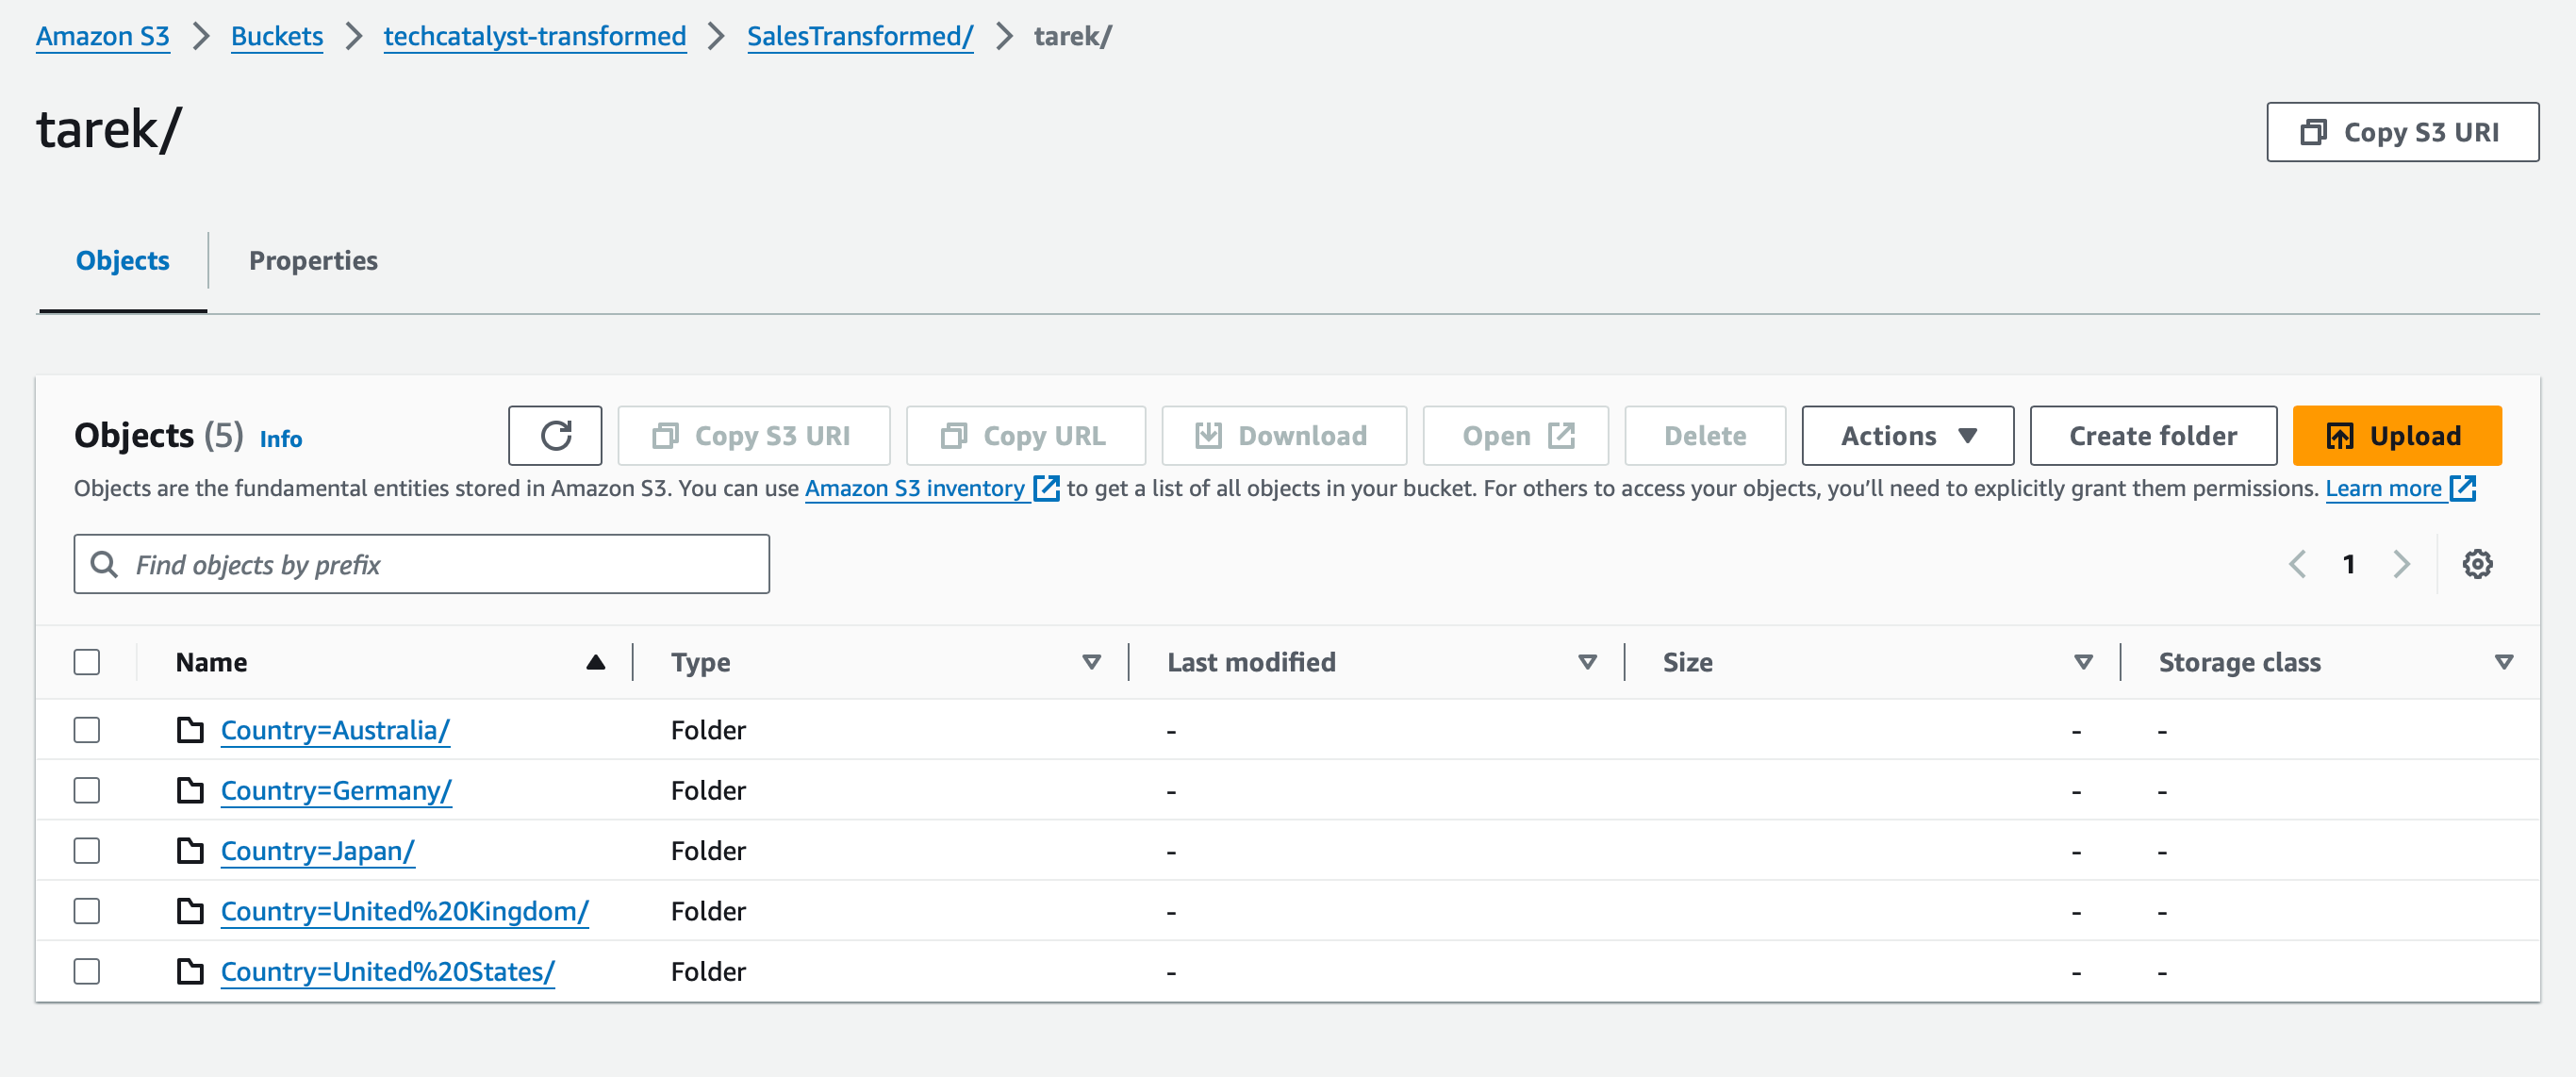 Amazon S3 > Buckets > techcatalyst-transformed > SalesTransformed/ > tarek/
tarek/
Copy S3 URI
Objects
Properties
Objects (5) Info
Copy S3 URI
Copy URL
Download
Open
Delete
Actions
Create folder
Upload
Objects are the fundamental entities stored in Amazon S3. You can use Amazon S3 inventory to get a list of all objects in your bucket. For others to access your objects, you’ll need to explicitly grant them permissions. Learn more
Find objects by prefix
1
Name Type Last modified Size Storage class
Country=Australia/ Folder - - -
Country=Germany/ Folder - - -
Country=Japan/ Folder - - -
Country=United%20Kingdom/ Folder - - -
Country=United%20States/ Folder - - -